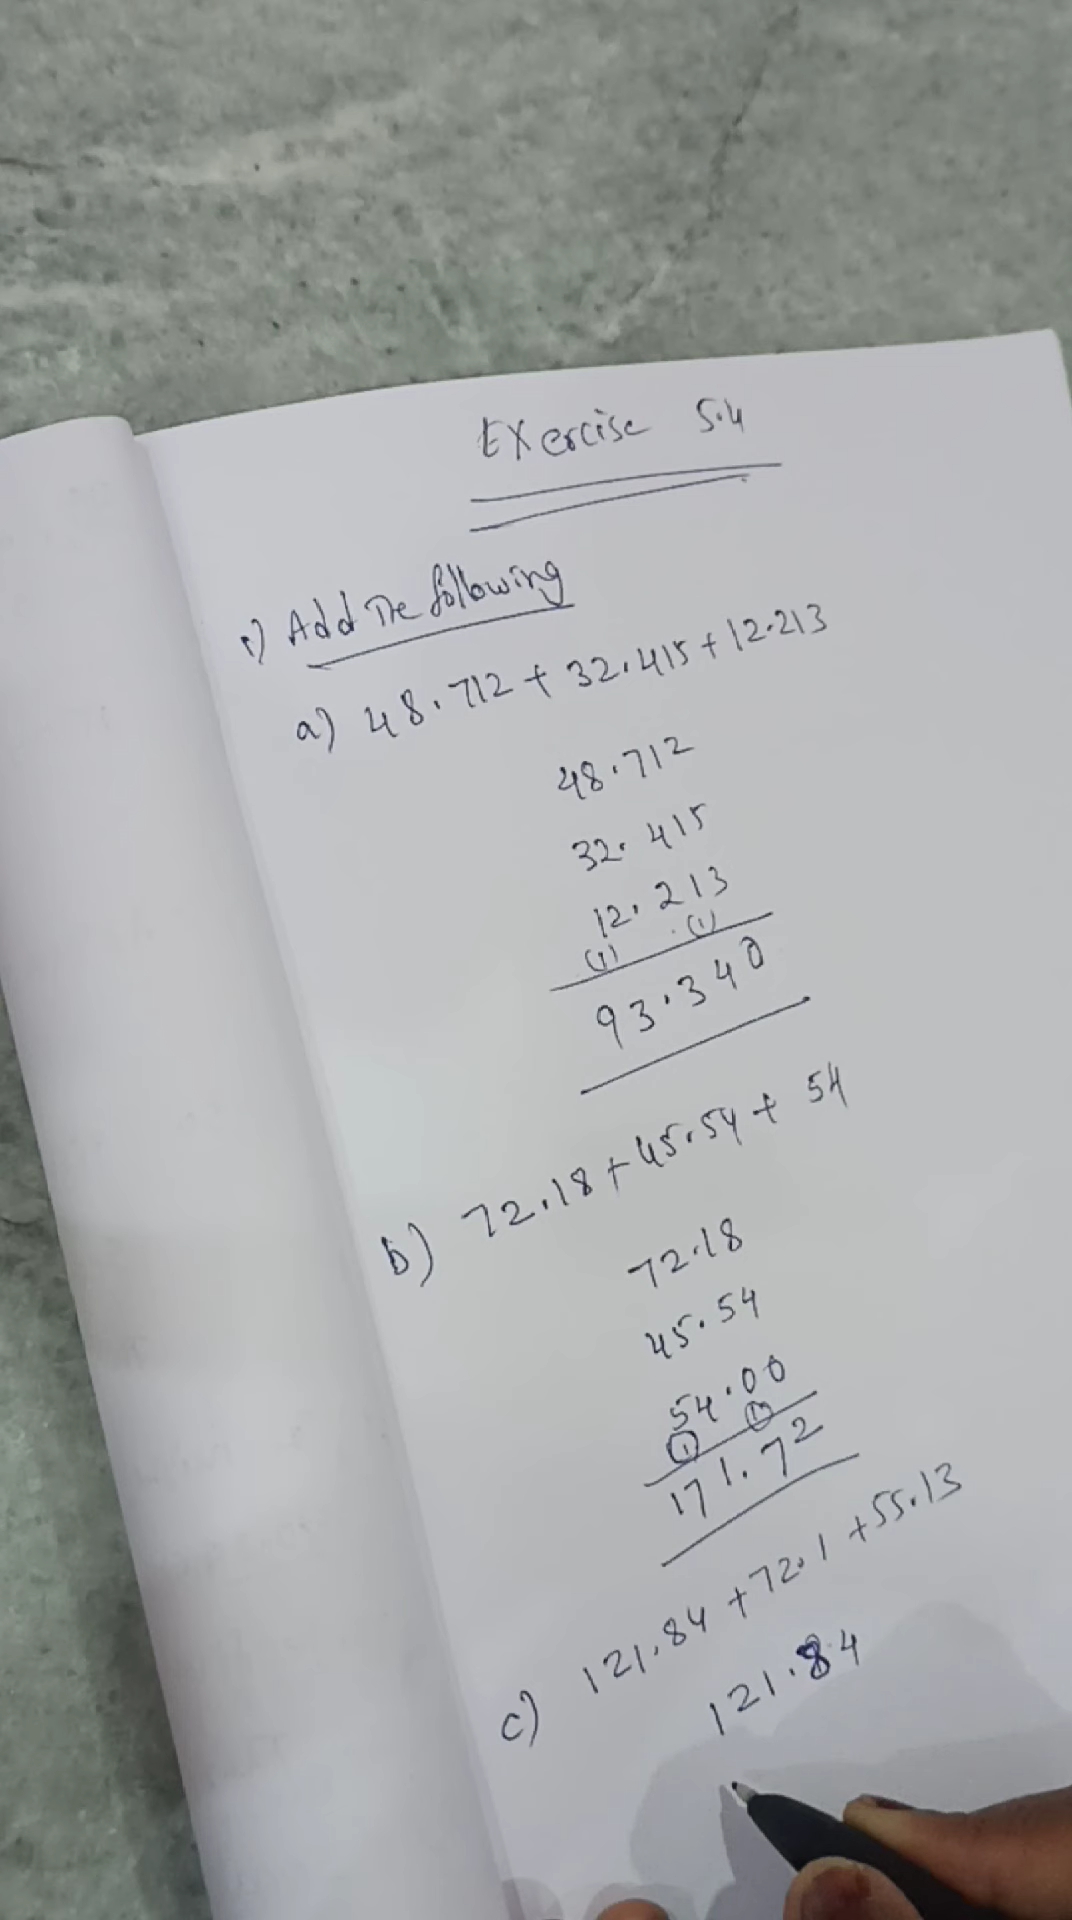 Exercise 5.4
1) Add The following
a) 48.712 + 32.415 + 12.213
48.712
32.415
12.213
(1) (1)
93.340
b) 72.18 + 45.54 + 54
72.18
45.54
54.00
1 1
171.72
c) 121.84 + 72.1 + 55.13
121.84